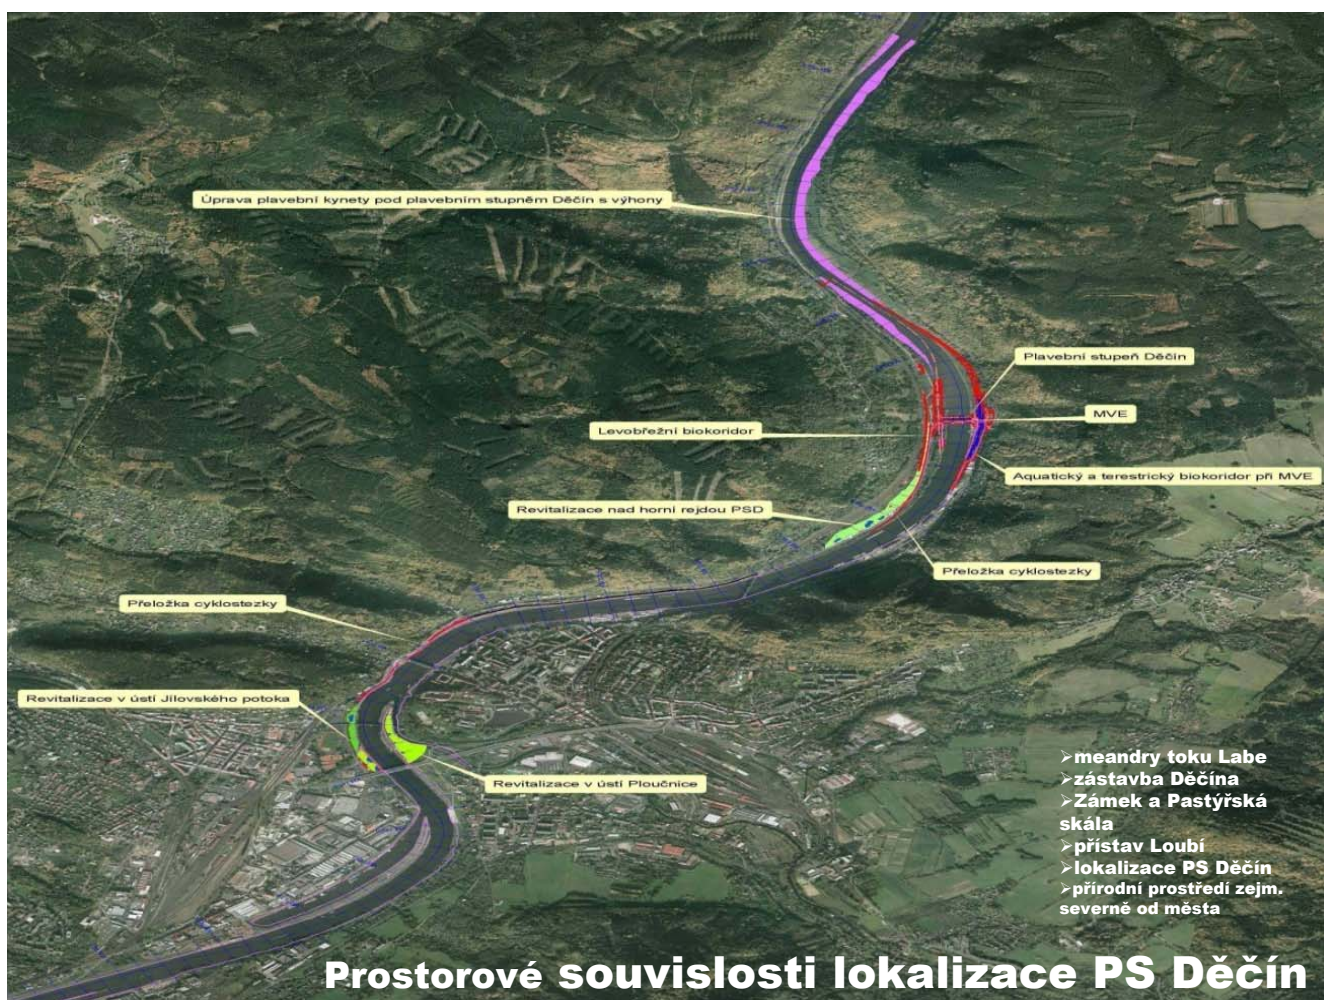 Úprava plavební kynety pod plavebním stupněm Děčín s výhony
Plavební stupeň Děčín
MVE
Levobřežní biokoridor
Aquatický a terestrický biokoridor při MVE
Revitalizace nad horní rejdou PSD
Přeložka cyklostezky
Přeložka cyklostezky
Revitalizace v ústí Jílovského potoka
Revitalizace v ústí Ploučnice
➢meandry toku Labe
➢zástavba Děčína
➢Zámek a Pastýřská
skála
➢přístav Loubí
➢lokalizace PS Děčín
➢přírodní prostředí zejm.
severně od města
Prostorové souvislosti lokalizace PS Děčín